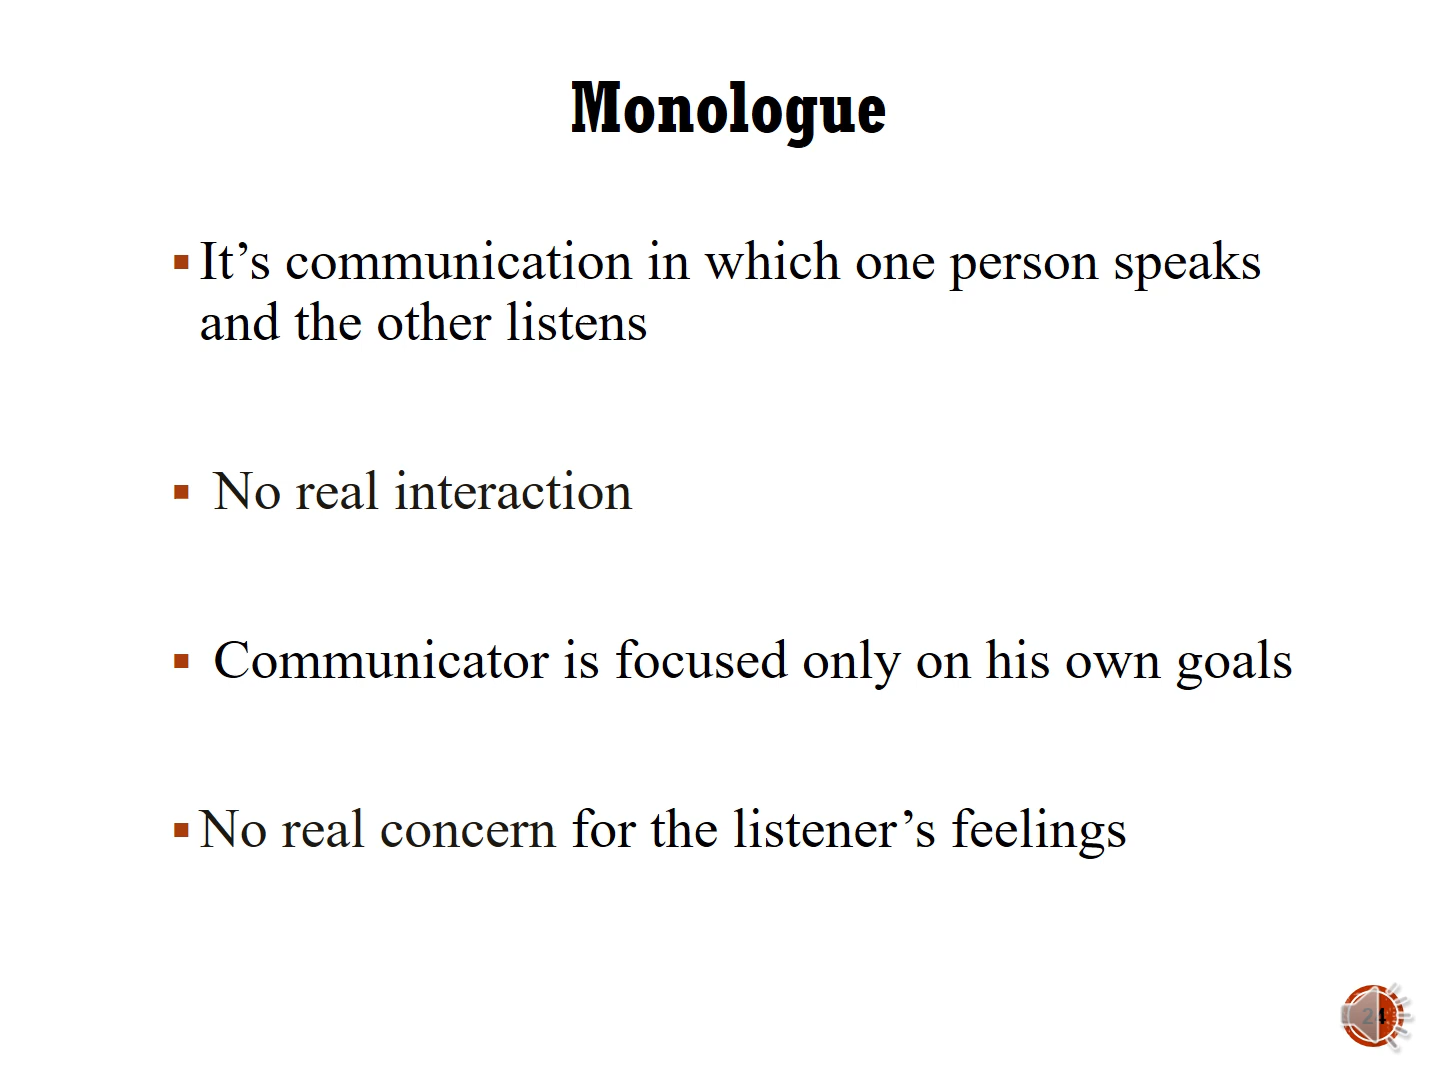 Monologue
▪ It’s communication in which one person speaks
and the other listens
▪ No real interaction
▪ Communicator is focused only on his own goals
▪ No real concern for the listener’s feelings
24